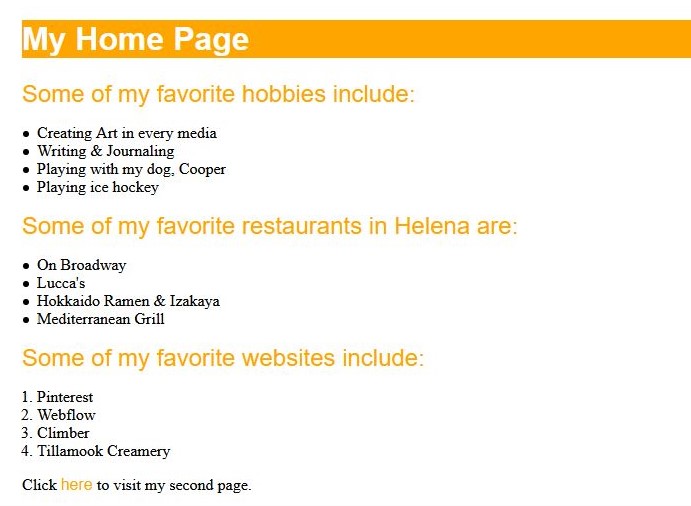 My Home Page
Some of my favorite hobbies include:
• Creating Art in every media
• Writing & Journaling
• Playing with my dog, Cooper
• Playing ice hockey
Some of my favorite restaurants in Helena are:
• On Broadway
• Lucca's
• Hokkaido Ramen & Izakaya
• Mediterranean Grill
Some of my favorite websites include:
1. Pinterest
2. Webflow
3. Climber
4. Tillamook Creamery
Click here to visit my second page.